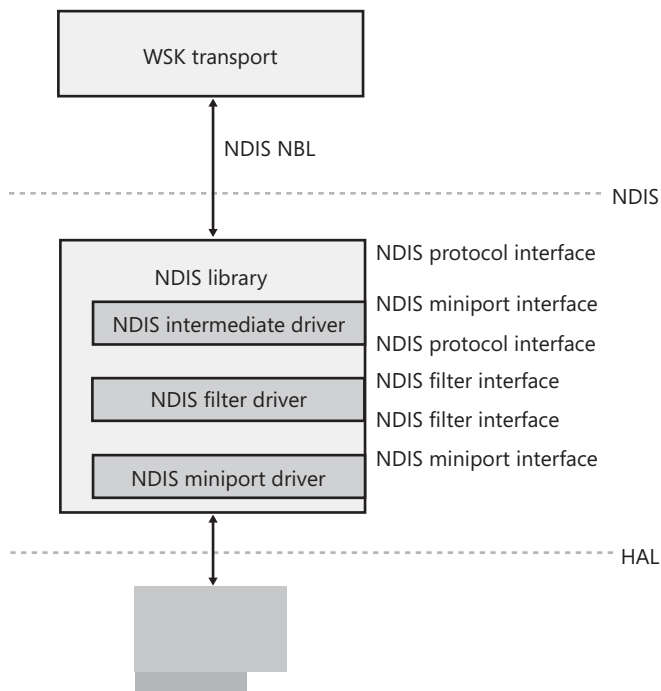 WSK transport
NDIS NBL
NDIS
NDIS protocol interface
NDIS library
NDIS miniport interface
NDIS intermediate driver
NDIS protocol interface
NDIS filter interface
NDIS filter driver
NDIS filter interface
NDIS miniport interface
NDIS miniport driver
HAL